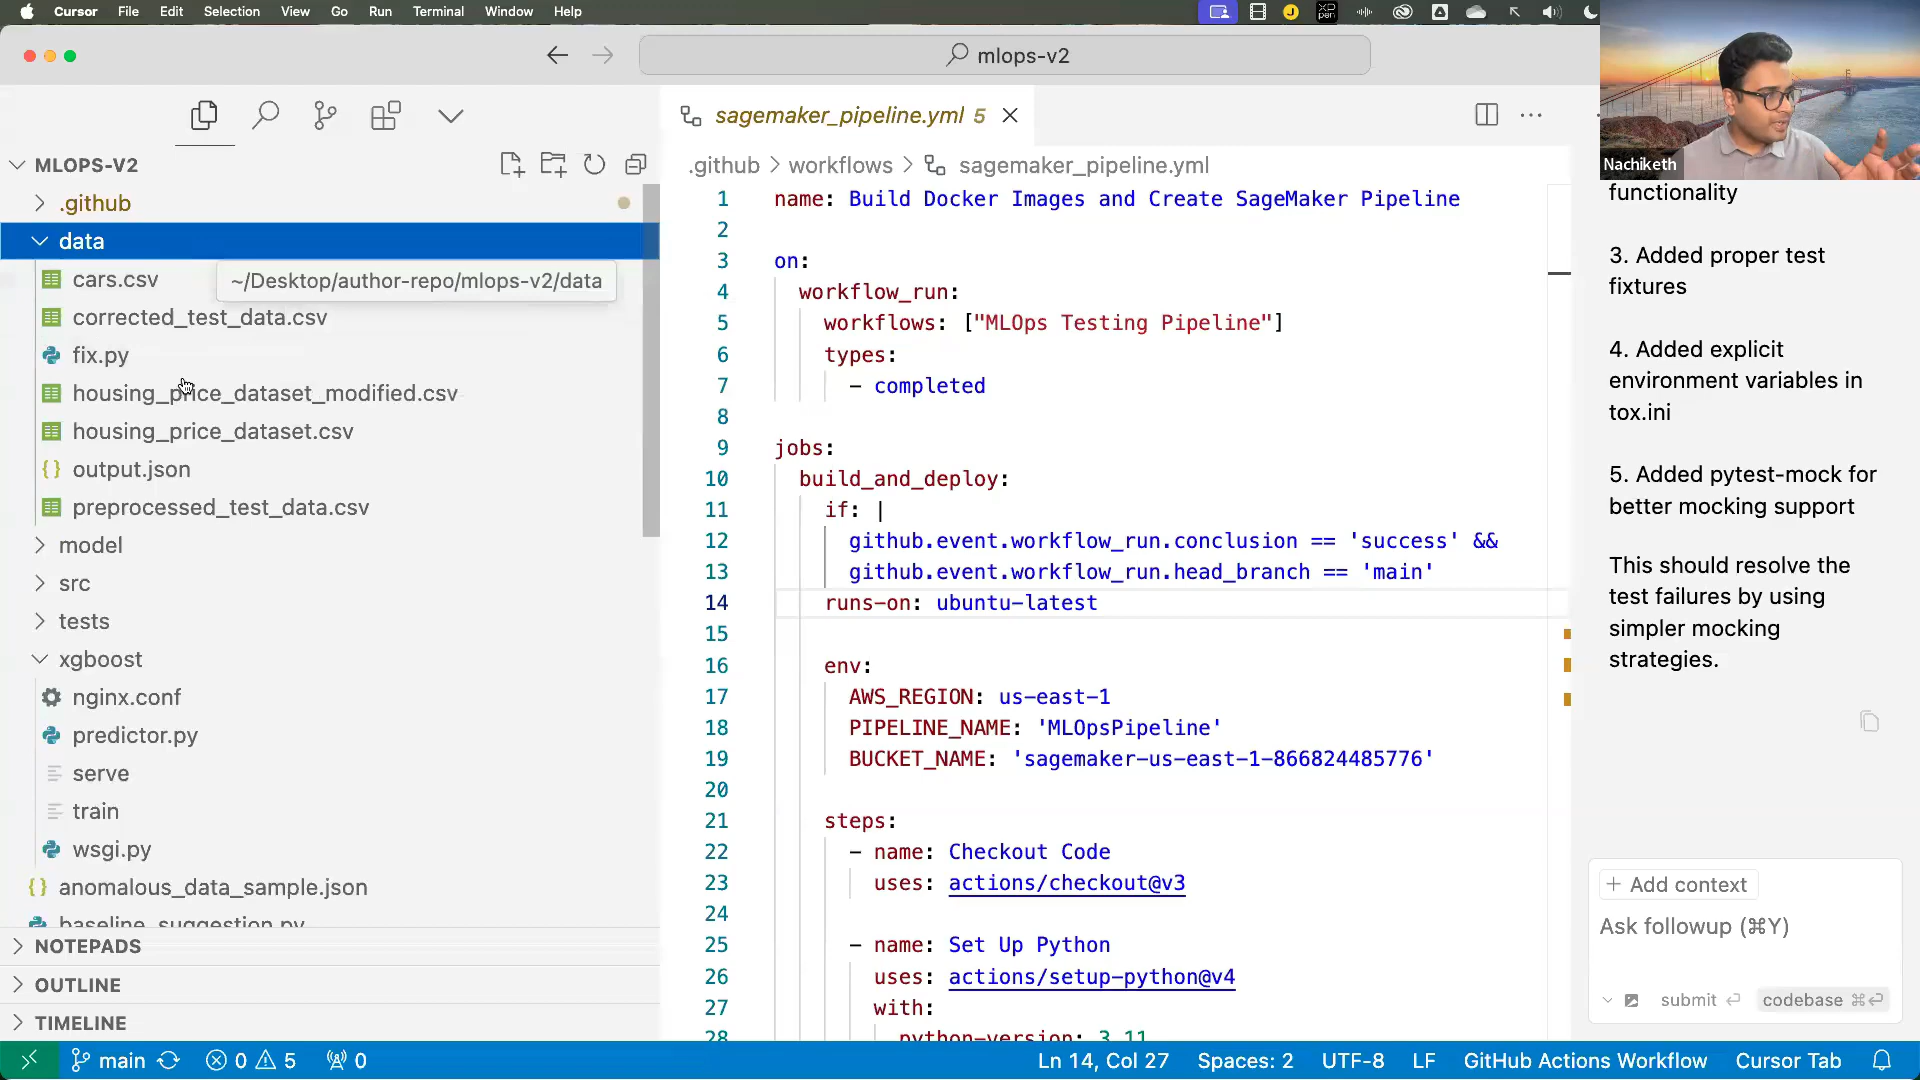 Cursor File Edit Selection View Go Run Terminal Window Help
mlops-v2
sagemaker_pipeline.yml 5
MLOPS-V2
.github
data
cars.csv
~/Desktop/author-repo/mlops-v2/data
corrected_test_data.csv
fix.py
housing_price_dataset_modified.csv
housing_price_dataset.csv
output.json
preprocessed_test_data.csv
model
src
tests
xgboost
nginx.conf
predictor.py
serve
train
wsgi.py
anomalous_data_sample.json
baseline_suggestion.py
NOTEPADS
OUTLINE
TIMELINE
.github > workflows > sagemaker_pipeline.yml
1 name: Build Docker Images and Create SageMaker Pipeline
2
3 on:
4 workflow_run:
5 workflows: ["MLOps Testing Pipeline"]
6 types:
7 - completed
8
9 jobs:
10 build_and_deploy:
11 if: |
12 github.event.workflow_run.conclusion == 'success' &&
13 github.event.workflow_run.head_branch == 'main'
14 runs-on: ubuntu-latest
15
16 env:
17 AWS_REGION: us-east-1
18 PIPELINE_NAME: 'MLOpsPipeline'
19 BUCKET_NAME: 'sagemaker-us-east-1-866824485776'
20
21 steps:
22 - name: Checkout Code
23 uses: actions/checkout@v3
24
25 - name: Set Up Python
26 uses: actions/setup-python@v4
27 with:
28 python-version: 3.11
Nachiketh
functionality
3. Added proper test
fixtures
4. Added explicit
environment variables in
tox.ini
5. Added pytest-mock for
better mocking support
This should resolve the
test failures by using
simpler mocking
strategies.
+ Add context
Ask followup (⌘Y)
submit ⏎ codebase ⌘⏎
main 0 5 0
Ln 14, Col 27 Spaces: 2 UTF-8 LF GitHub Actions Workflow Cursor Tab